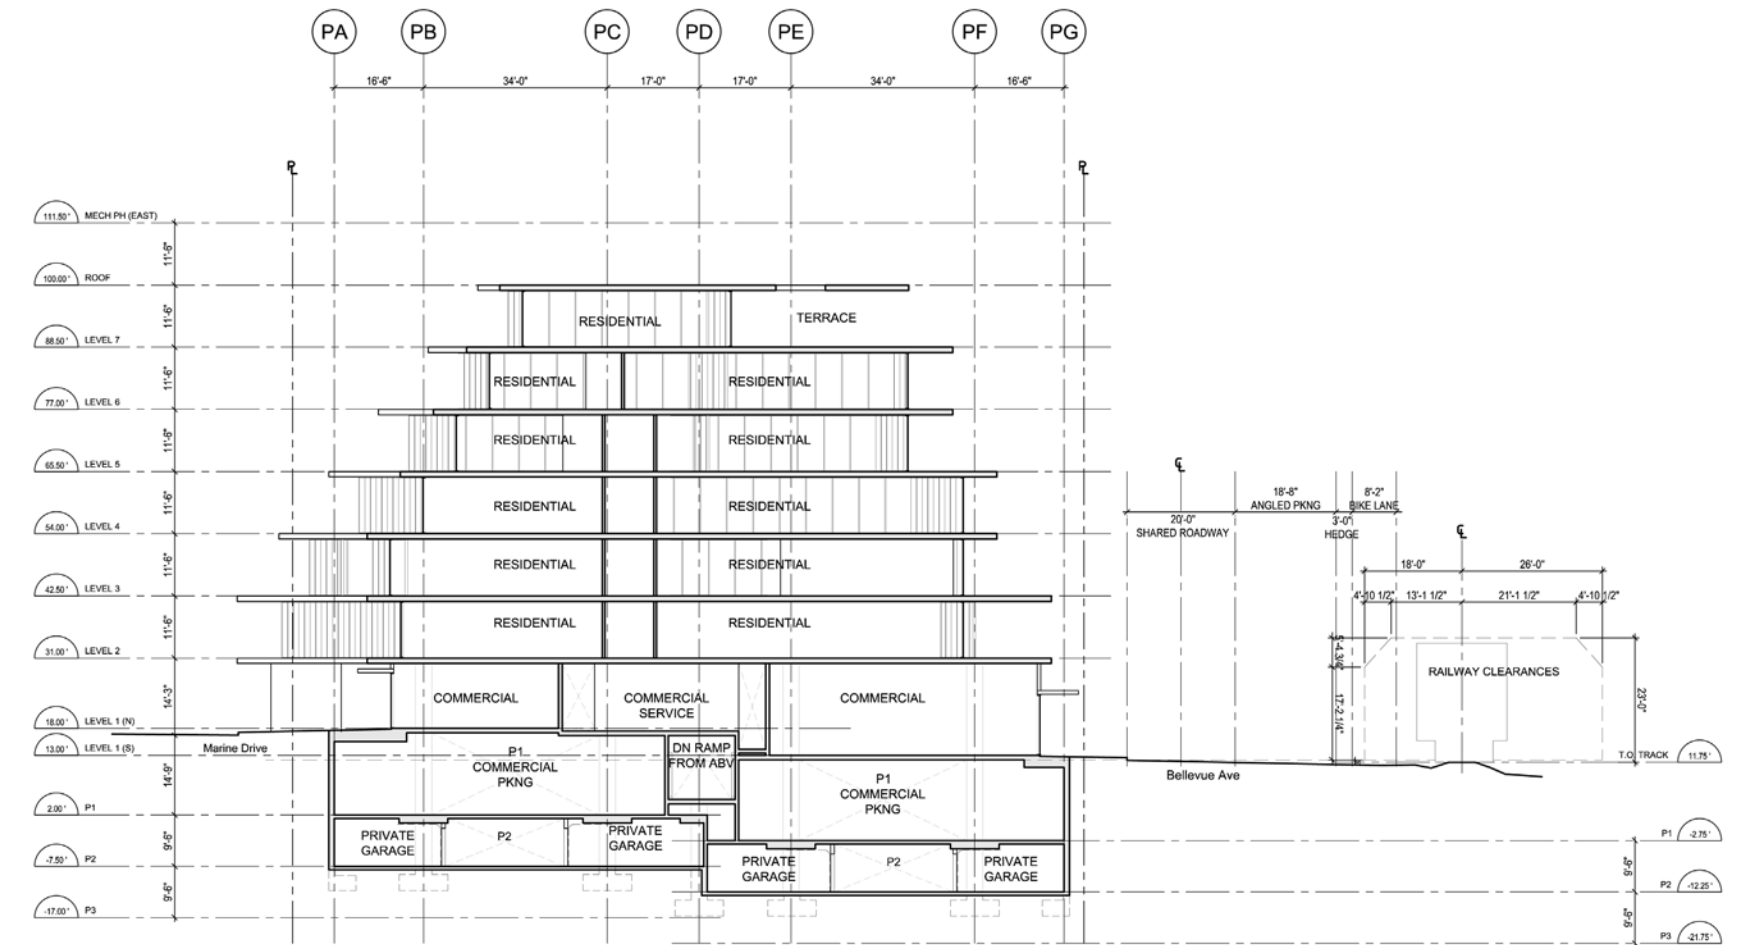 PA PB PC PD PE PF PG
16'-6" 34'-0" 17'-0" 17'-0" 34'-0" 16'-6"
PL PL
111.50' MECH PH (EAST)
11'-6"
100.00' ROOF
11'-6"
RESIDENTIAL TERRACE
88.50' LEVEL 7
11'-6"
RESIDENTIAL RESIDENTIAL
77.00' LEVEL 6
11'-6"
RESIDENTIAL RESIDENTIAL
65.50' LEVEL 5
11'-6"
RESIDENTIAL RESIDENTIAL
54.00' LEVEL 4
11'-6"
RESIDENTIAL RESIDENTIAL
42.50' LEVEL 3
11'-6"
RESIDENTIAL RESIDENTIAL
31.00' LEVEL 2
14'-3"
COMMERCIAL
COMMERCIAL
SERVICE
COMMERCIAL
18.00' LEVEL 1 (N)
13.00' LEVEL 1 (S)
Marine Drive
14'-9"
P1
COMMERCIAL
PKNG
DN RAMP
FROM ABV
P1
COMMERCIAL
PKNG
2.00' P1
9'-6"
PRIVATE
GARAGE
P2
PRIVATE
GARAGE
-7.50' P2
PRIVATE
GARAGE
P2
PRIVATE
GARAGE
9'-6"
-17.00' P3
CL
18'-8"
ANGLED PKNG
8'-2"
BIKE LANE
20'-0"
SHARED ROADWAY
3'-0"
HEDGE
CL
18'-0" 26'-0"
4'-10 1/2" 13'-1 1/2" 21'-1 1/2" 4'-10 1/2"
5'-4 3/4"
RAILWAY CLEARANCES
17'-2 1/4"
23'-0"
T.O. TRACK 11.75'
Bellevue Ave
P1 -2.75'
9'-6"
P2 -12.25'
9'-6"
P3 -21.75'